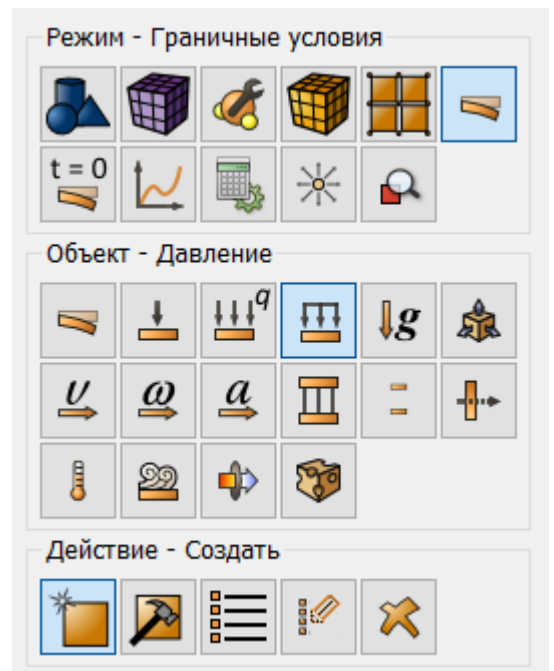 Режим - Граничные условия
t = 0
Объект - Давление
q
g
υ
ω
a
Действие - Создать